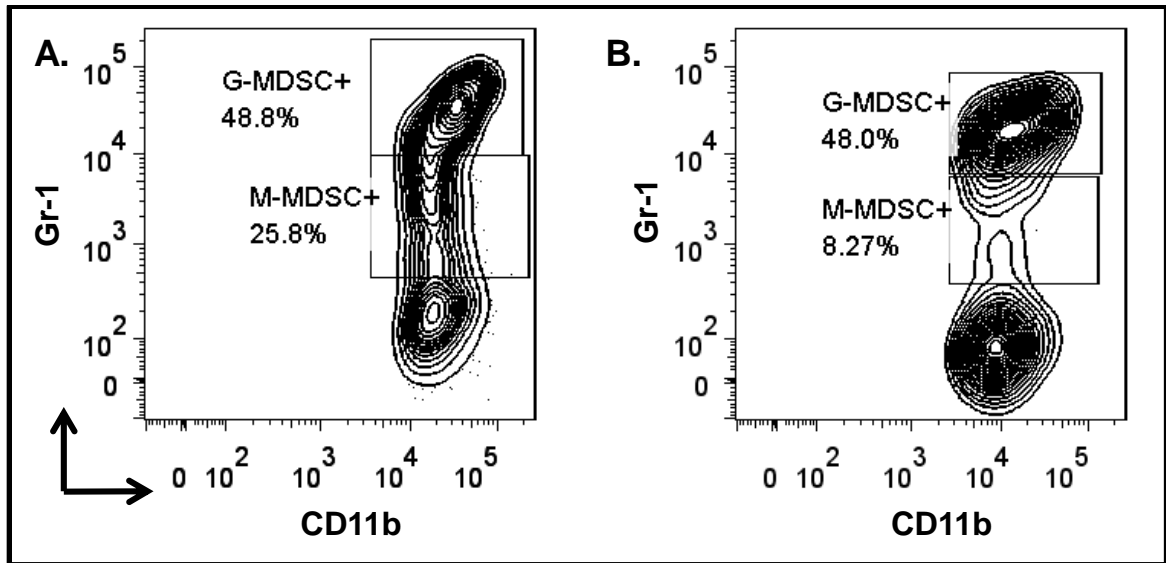 A.
Gr-1
10^5
10^4
10^3
10^2
0
G-MDSC+
48.8%
M-MDSC+
25.8%
0 10^2 10^3 10^4 10^5
CD11b
B.
Gr-1
10^5
10^4
10^3
10^2
0
G-MDSC+
48.0%
M-MDSC+
8.27%
0 10^2 10^3 10^4 10^5
CD11b